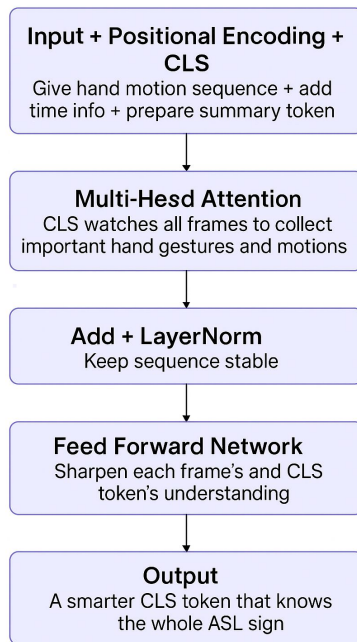 Input + Positional Encoding +
CLS
Give hand motion sequence + add
time info + prepare summary token
Multi-Hesd Attention
CLS watches all frames to collect
important hand gestures and motions
Add + LayerNorm
Keep sequence stable
Feed Forward Network
Sharpen each frame's and CLS
token's understanding
Output
A smarter CLS token that knows
the whole ASL sign